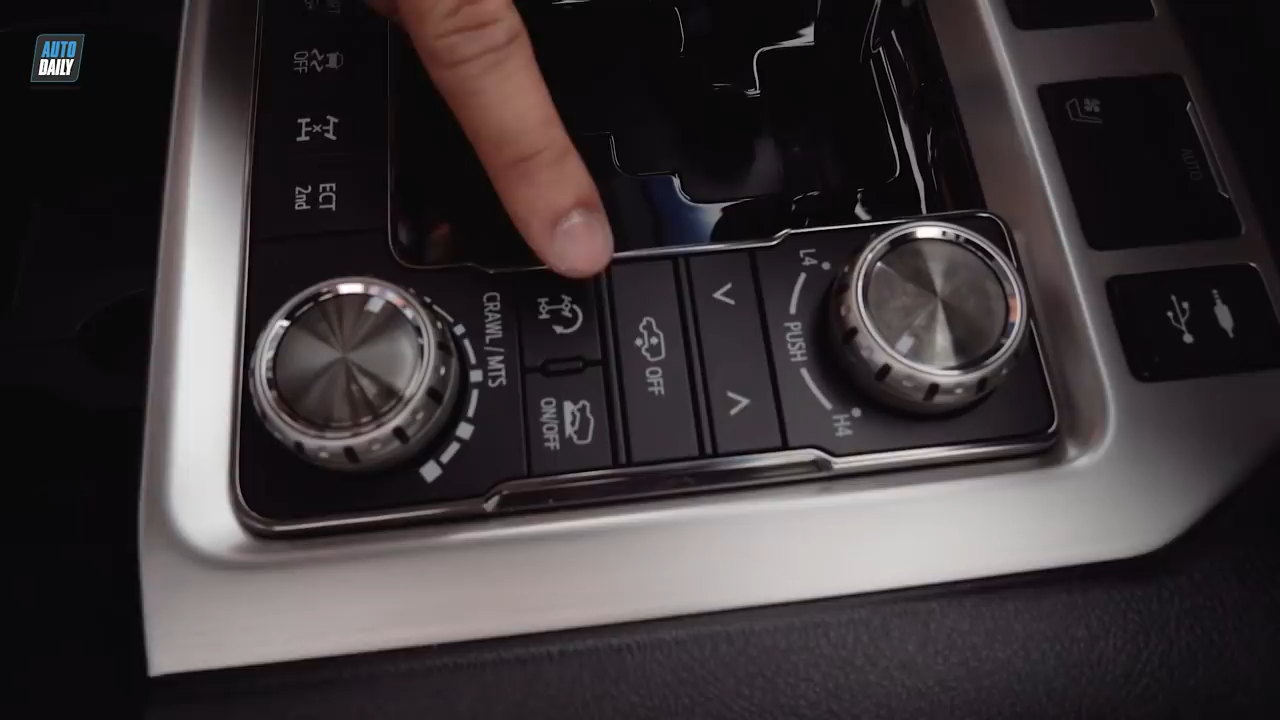 AUTO
DAILY
OFF
ECT
2nd
CRAWL / MTS
ON/OFF
OFF
L4
PUSH
H4
AUTO